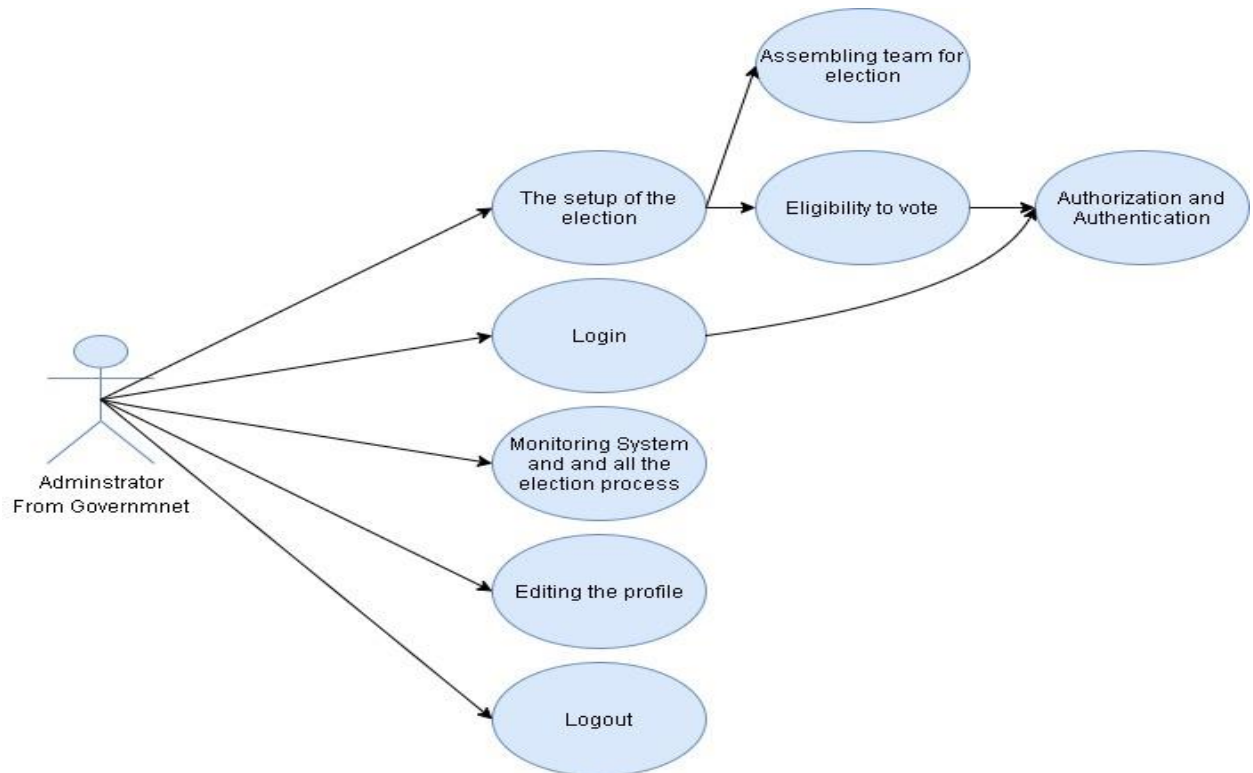 Assembling team for
election
The setup of the
election
Eligibility to vote
Authorization and
Authentication
Login
Monitoring System
and and all the
election process
Adminstrator
From Governmnet
Editing the profile
Logout